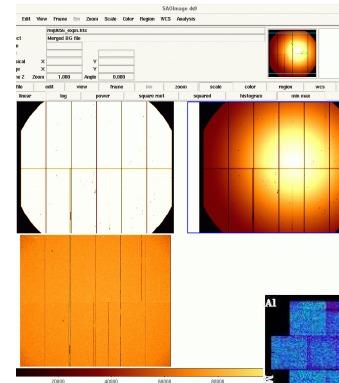 SAOImage ds9
Edit View Frame Bin Zoom Scale Color Region WCS Analysis
Merged BG file
X Y
X Y
Zoom 1.000 Angle 0.000
file edit view frame bin zoom scale color region wcs
linear log power square root squared histogram min max
A1
20000 40000 60000 80000